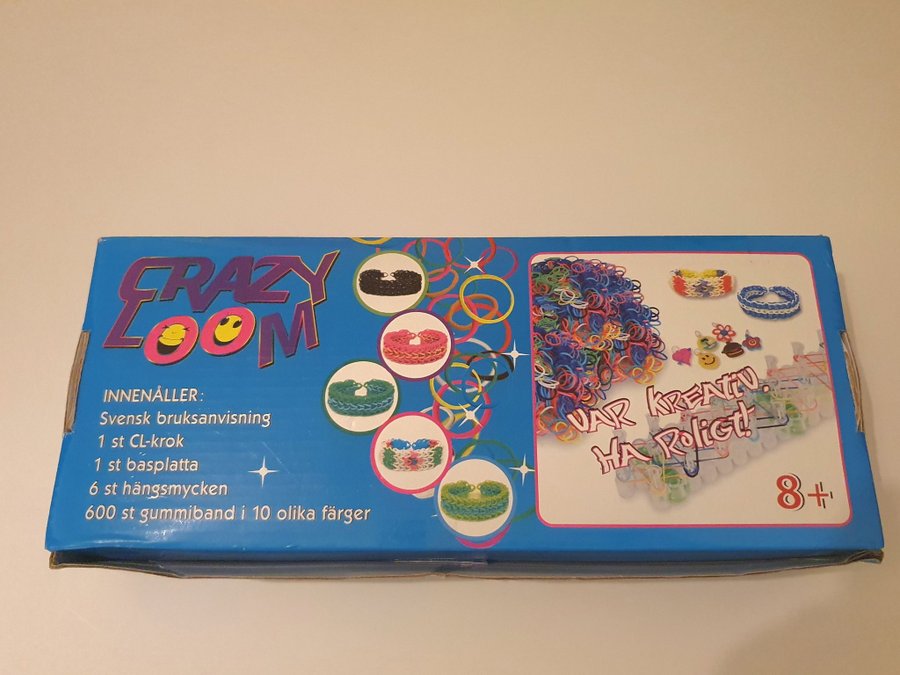 CRAZY
LOOM
INNENÅLLER:
Svensk bruksanvisning
1 st CL-krok
1 st basplatta
6 st hängsmycken
600 st gummiband i 10 olika färger
VAR KREATIV
HA ROLIGT!
8+